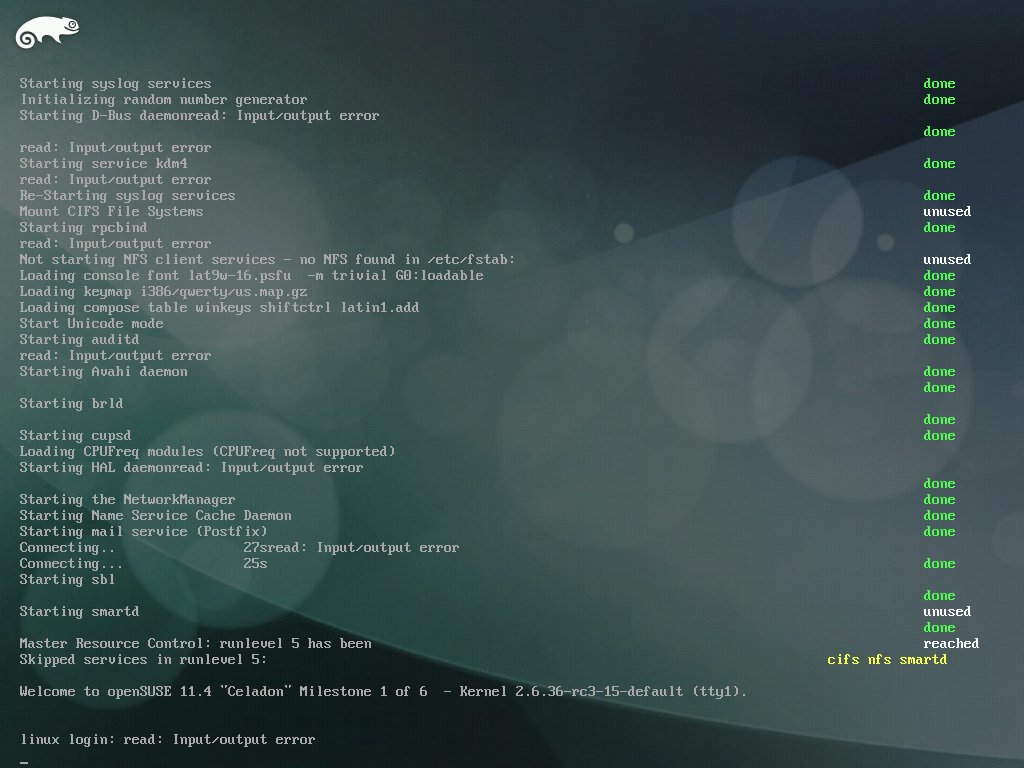 Starting syslog services done
Initializing random number generator done
Starting D-Bus daemonread: Input/output error
done
read: Input/output error
Starting service kdm4 done
read: Input/output error
Re-Starting syslog services done
Mount CIFS File Systems unused
Starting rpcbind done
read: Input/output error
Not starting NFS client services - no NFS found in /etc/fstab: unused
Loading console font lat9w-16.psfu  -m trivial G0:loadable done
Loading keymap i386/qwerty/us.map.gz done
Loading compose table winkeys shiftctrl latin1.add done
Start Unicode mode done
Starting auditd done
read: Input/output error
Starting Avahi daemon done
done
Starting brld
done
Starting cupsd done
Loading CPUFreq modules (CPUFreq not supported)
Starting HAL daemonread: Input/output error
done
Starting the NetworkManager done
Starting Name Service Cache Daemon done
Starting mail service (Postfix) done
Connecting.. 27sread: Input/output error
Connecting... 25s done
Starting sbl
done
Starting smartd unused
done
Master Resource Control: runlevel 5 has been reached
Skipped services in runlevel 5: cifs nfs smartd
Welcome to openSUSE 11.4 "Celadon" Milestone 1 of 6  - Kernel 2.6.36-rc3-15-default (tty1).
linux login: read: Input/output error
_